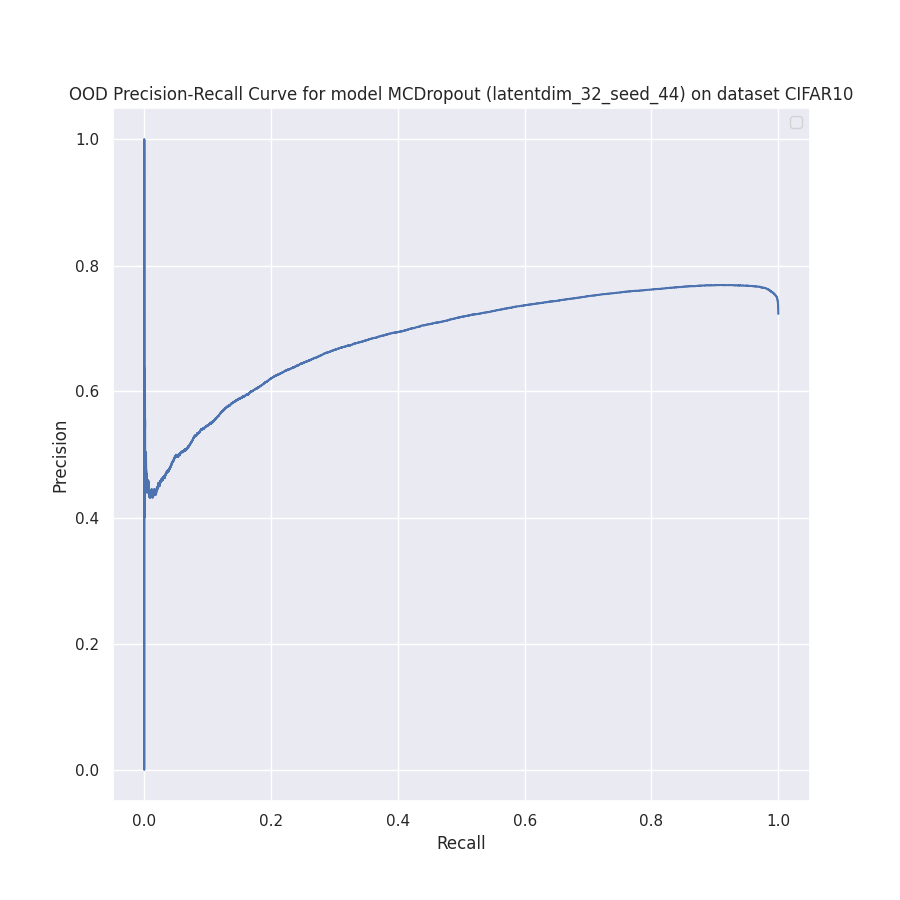 OOD Precision-Recall Curve for model MCDropout (latentdim_32_seed_44) on dataset CIFAR10
1.0
0.8
0.6
0.4
0.2
0.0
Precision
0.0 0.2 0.4 0.6 0.8 1.0
Recall